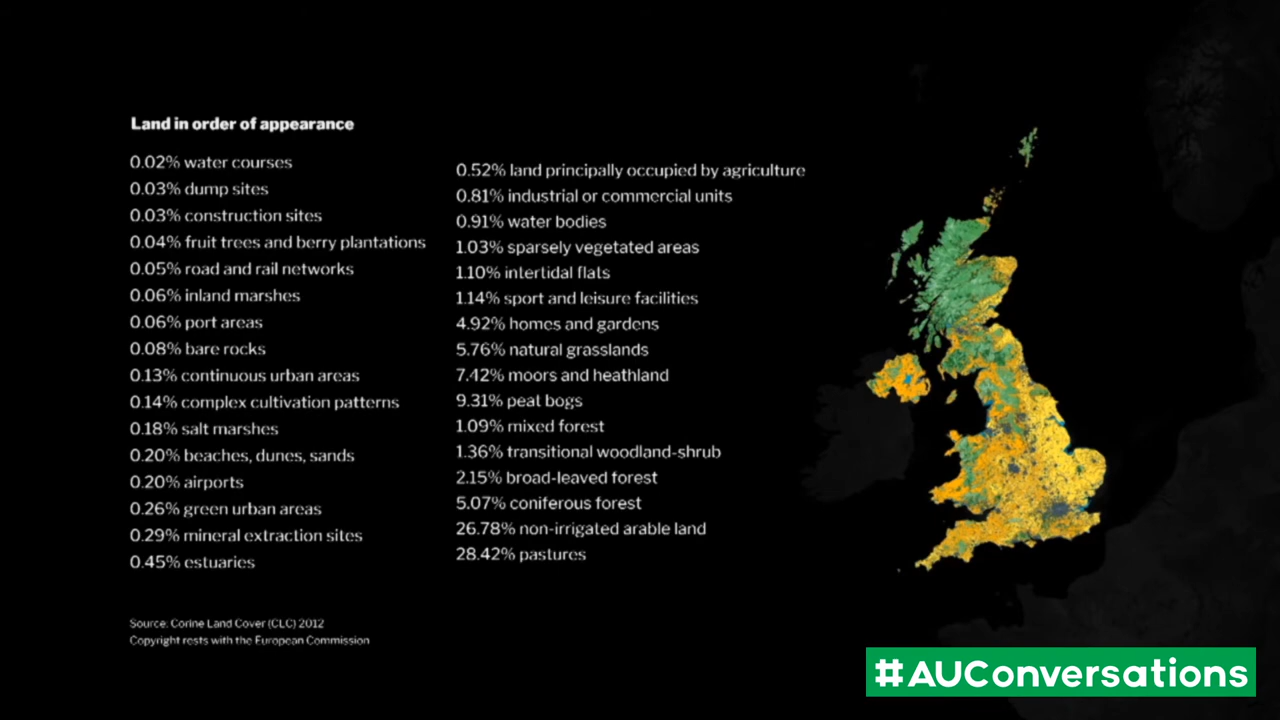 Land in order of appearance
0.02% water courses
0.03% dump sites
0.03% construction sites
0.04% fruit trees and berry plantations
0.05% road and rail networks
0.06% inland marshes
0.06% port areas
0.08% bare rocks
0.13% continuous urban areas
0.14% complex cultivation patterns
0.18% salt marshes
0.20% beaches, dunes, sands
0.20% airports
0.26% green urban areas
0.29% mineral extraction sites
0.45% estuaries
0.52% land principally occupied by agriculture
0.81% industrial or commercial units
0.91% water bodies
1.03% sparsely vegetated areas
1.10% intertidal flats
1.14% sport and leisure facilities
4.92% homes and gardens
5.76% natural grasslands
7.42% moors and heathland
9.31% peat bogs
1.09% mixed forest
1.36% transitional woodland-shrub
2.15% broad-leaved forest
5.07% coniferous forest
26.78% non-irrigated arable land
28.42% pastures
Source: Corine Land Cover (CLC) 2012
Copyright rests with the European Commission
#AUConversations